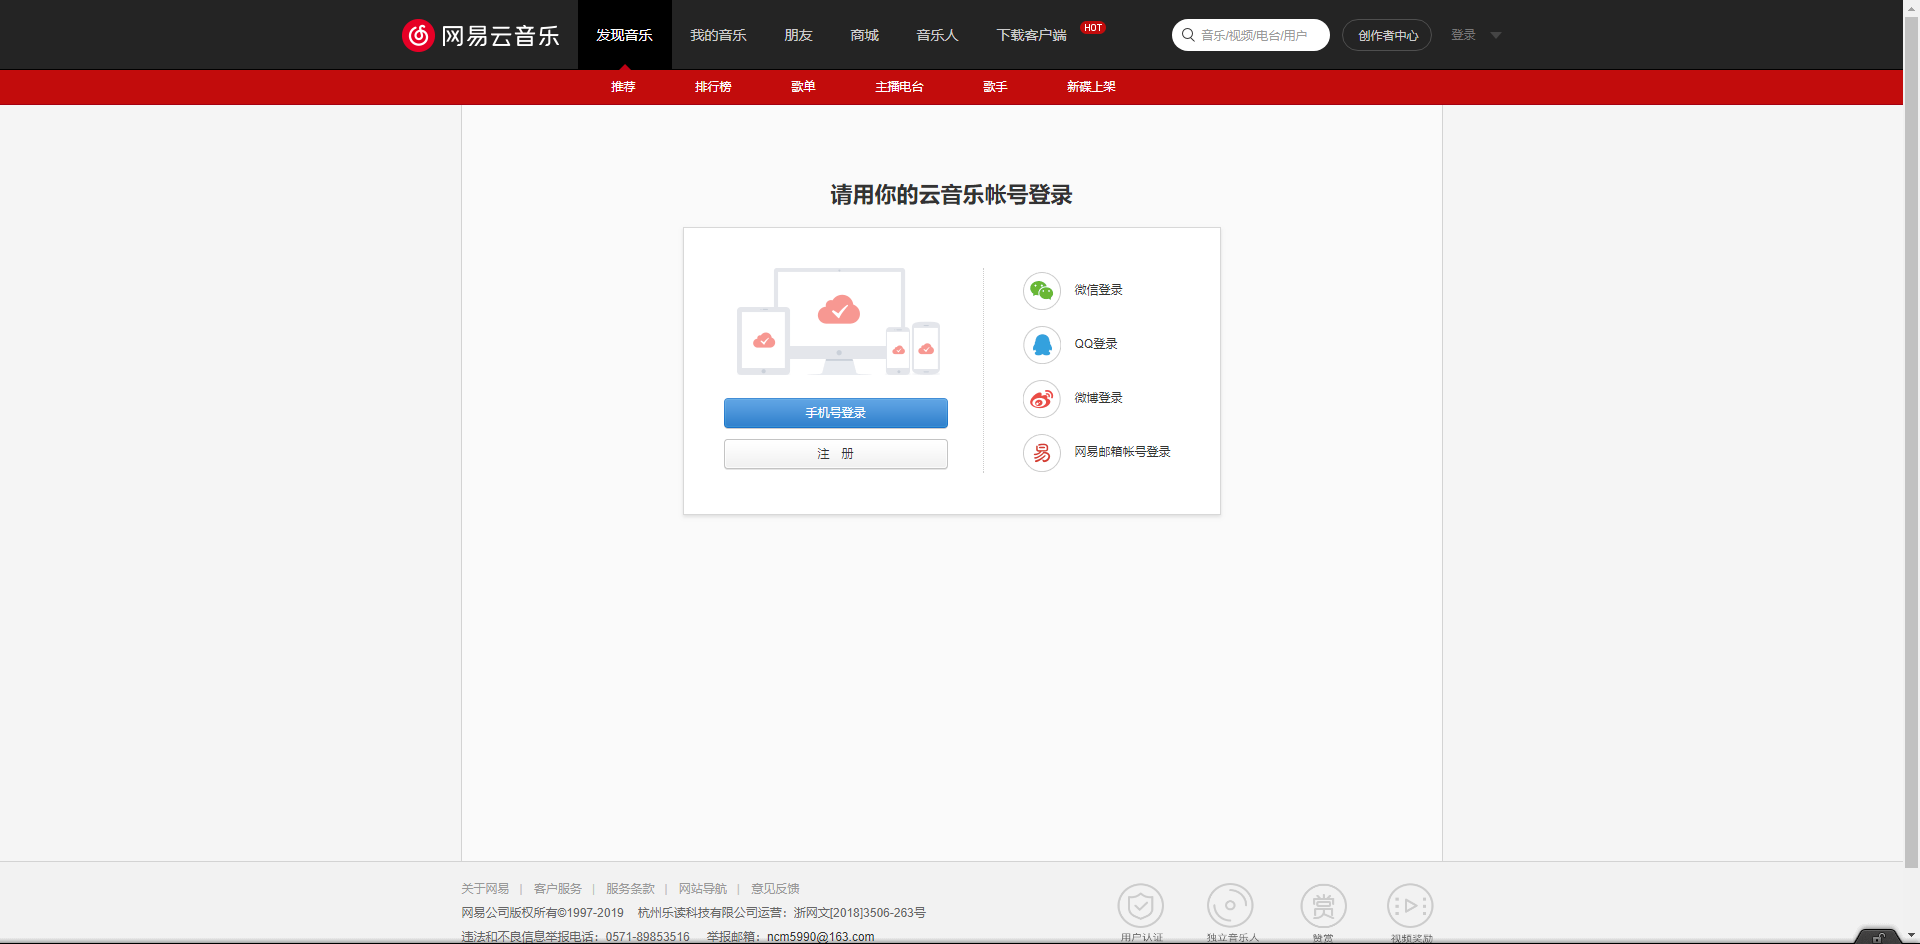 网易云音乐 发现音乐 我的音乐 朋友 商城 音乐人 下载客户端 HOT 音乐/视频/电台/用户 创作者中心 登录
推荐 排行榜 歌单 主播电台 歌手 新碟上架
请用你的云音乐帐号登录
微信登录
QQ登录
微博登录
网易邮箱帐号登录
手机号登录
注 册
关于网易 | 客户服务 | 服务条款 | 网站导航 | 意见反馈
网易公司版权所有©1997-2019 杭州乐读科技有限公司运营：浙网文[2018]3506-263号
违法和不良信息举报电话：0571-89853516 举报邮箱：ncm5990@163.com
赏
用户认证 独立音乐人 赞赏 视频奖励